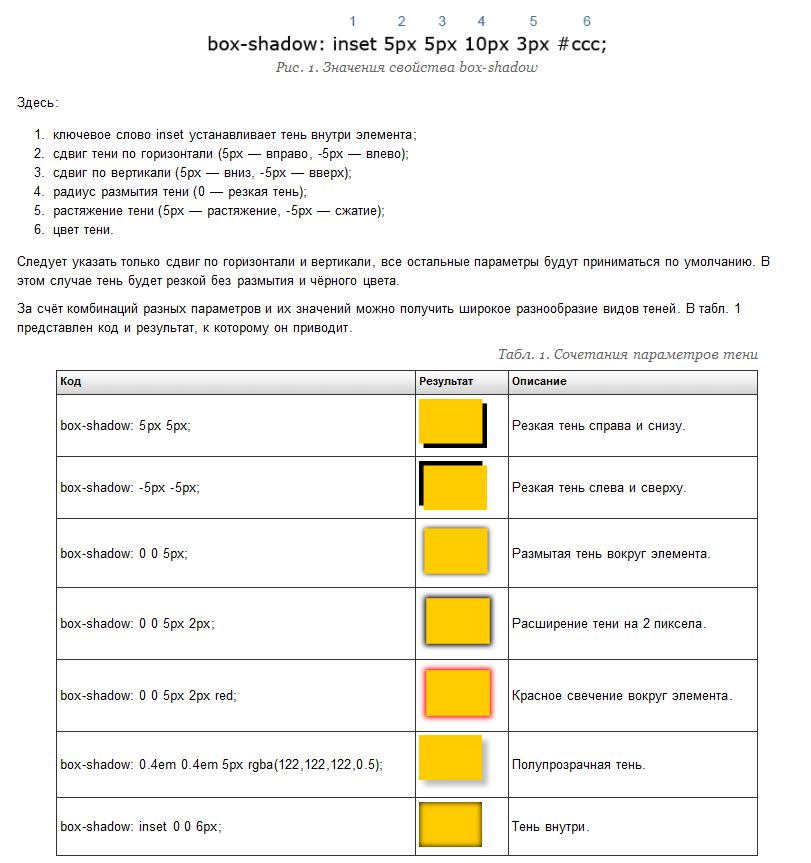 1 2 3 4 5 6
box-shadow: inset 5px 5px 10px 3px #ccc;
Рис. 1. Значения свойства box-shadow
Здесь:
1. ключевое слово inset устанавливает тень внутри элемента;
2. сдвиг тени по горизонтали (5px — вправо, -5px — влево);
3. сдвиг по вертикали (5px — вниз, -5px — вверх);
4. радиус размытия тени (0 — резкая тень);
5. растяжение тени (5px — растяжение, -5px — сжатие);
6. цвет тени.
Следует указать только сдвиг по горизонтали и вертикали, все остальные параметры будут приниматься по умолчанию. В
этом случае тень будет резкой без размытия и чёрного цвета.
За счёт комбинаций разных параметров и их значений можно получить широкое разнообразие видов теней. В табл. 1
представлен код и результат, к которому он приводит.
Табл. 1. Сочетания параметров тени
Код Результат Описание
box-shadow: 5px 5px; Резкая тень справа и снизу.
box-shadow: -5px -5px; Резкая тень слева и сверху.
box-shadow: 0 0 5px; Размытая тень вокруг элемента.
box-shadow: 0 0 5px 2px; Расширение тени на 2 пиксела.
box-shadow: 0 0 5px 2px red; Красное свечение вокруг элемента.
box-shadow: 0.4em 0.4em 5px rgba(122,122,122,0.5); Полупрозрачная тень.
box-shadow: inset 0 0 6px; Тень внутри.